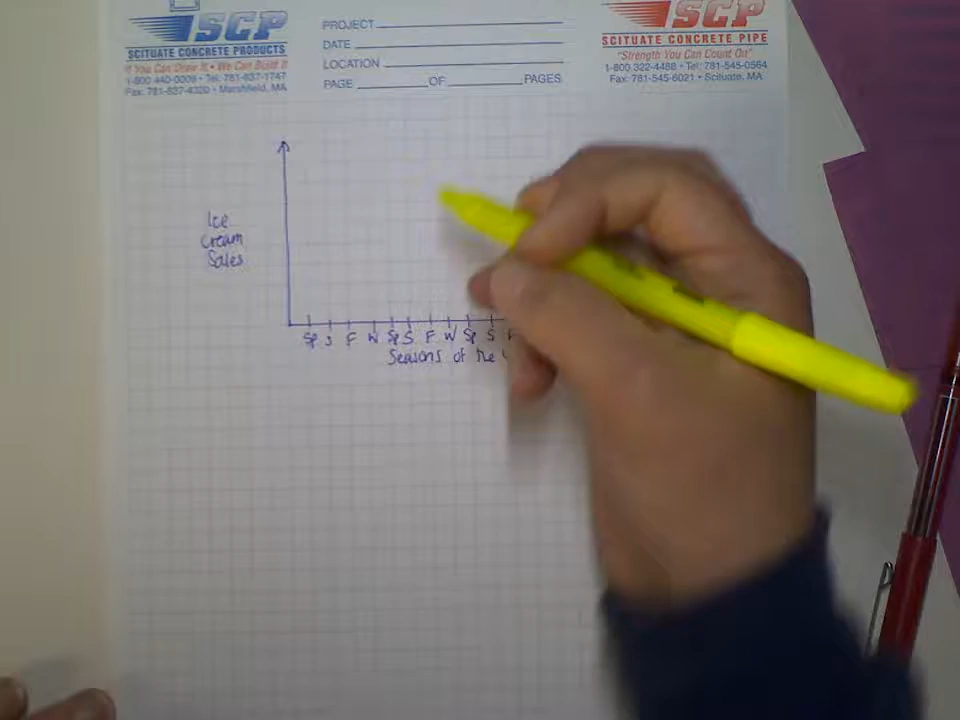 SCP
SCITUATE CONCRETE PRODUCTS
If You Can Draw It • We Can Build It
1-800 440-0009 • Tel: 781-837-1747
Fax: 781-837-4320 • Marshfield, MA
PROJECT
DATE
LOCATION
PAGE OF PAGES
SCP
SCITUATE CONCRETE PIPE
"Strength You Can Count On"
1-800 322-4488 • Tel: 781-545-0564
Fax: 781-545-6021 • Scituate, MA
Ice
Cream
Sales
Sp S F W Sp S F W Sp S
Seasons of the